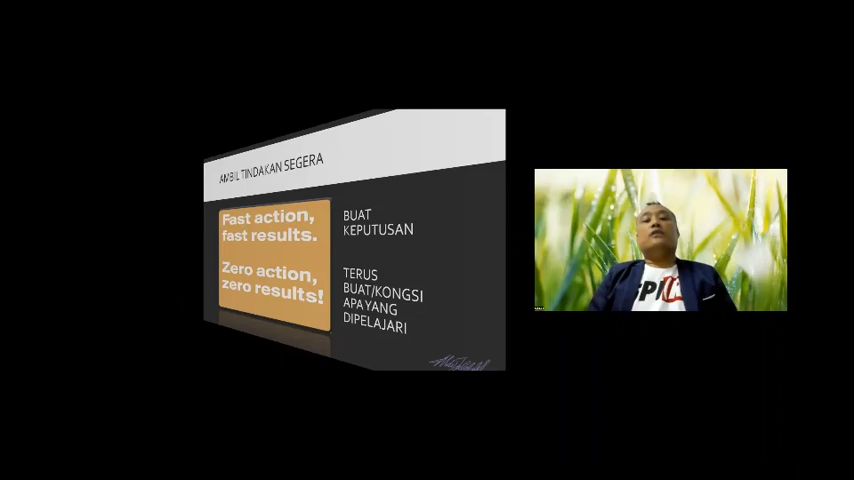 AMBIL TINDAKAN SEGERA
Fast action,
fast results.
Zero action,
zero results!
BUAT
KEPUTUSAN
TERUS
BUAT/KONGSI
APA YANG
DIPELAJARI